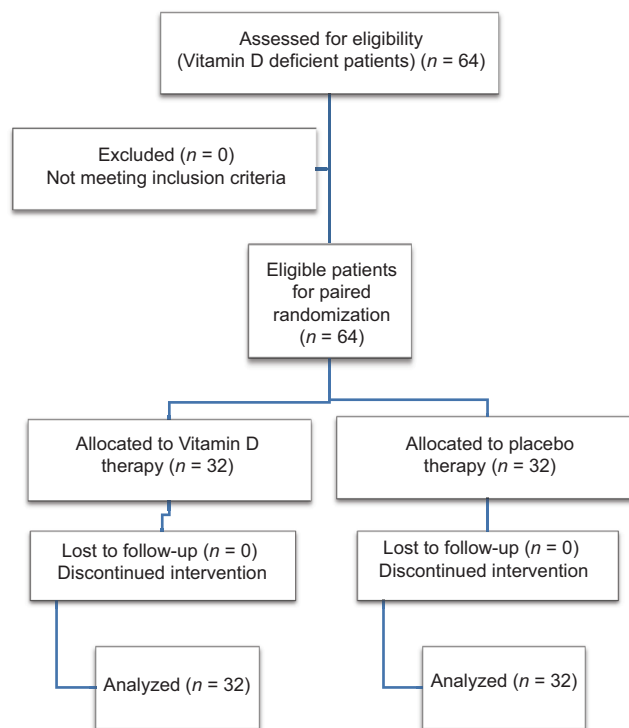 Assessed for eligibility
(Vitamin D deficient patients) (n = 64)
Excluded (n = 0)
Not meeting inclusion criteria
Eligible patients
for paired
randomization
(n = 64)
Allocated to Vitamin D
therapy (n = 32)
Allocated to placebo
therapy (n = 32)
Lost to follow-up (n = 0)
Discontinued intervention
Lost to follow-up (n = 0)
Discontinued intervention
Analyzed (n = 32)
Analyzed (n = 32)